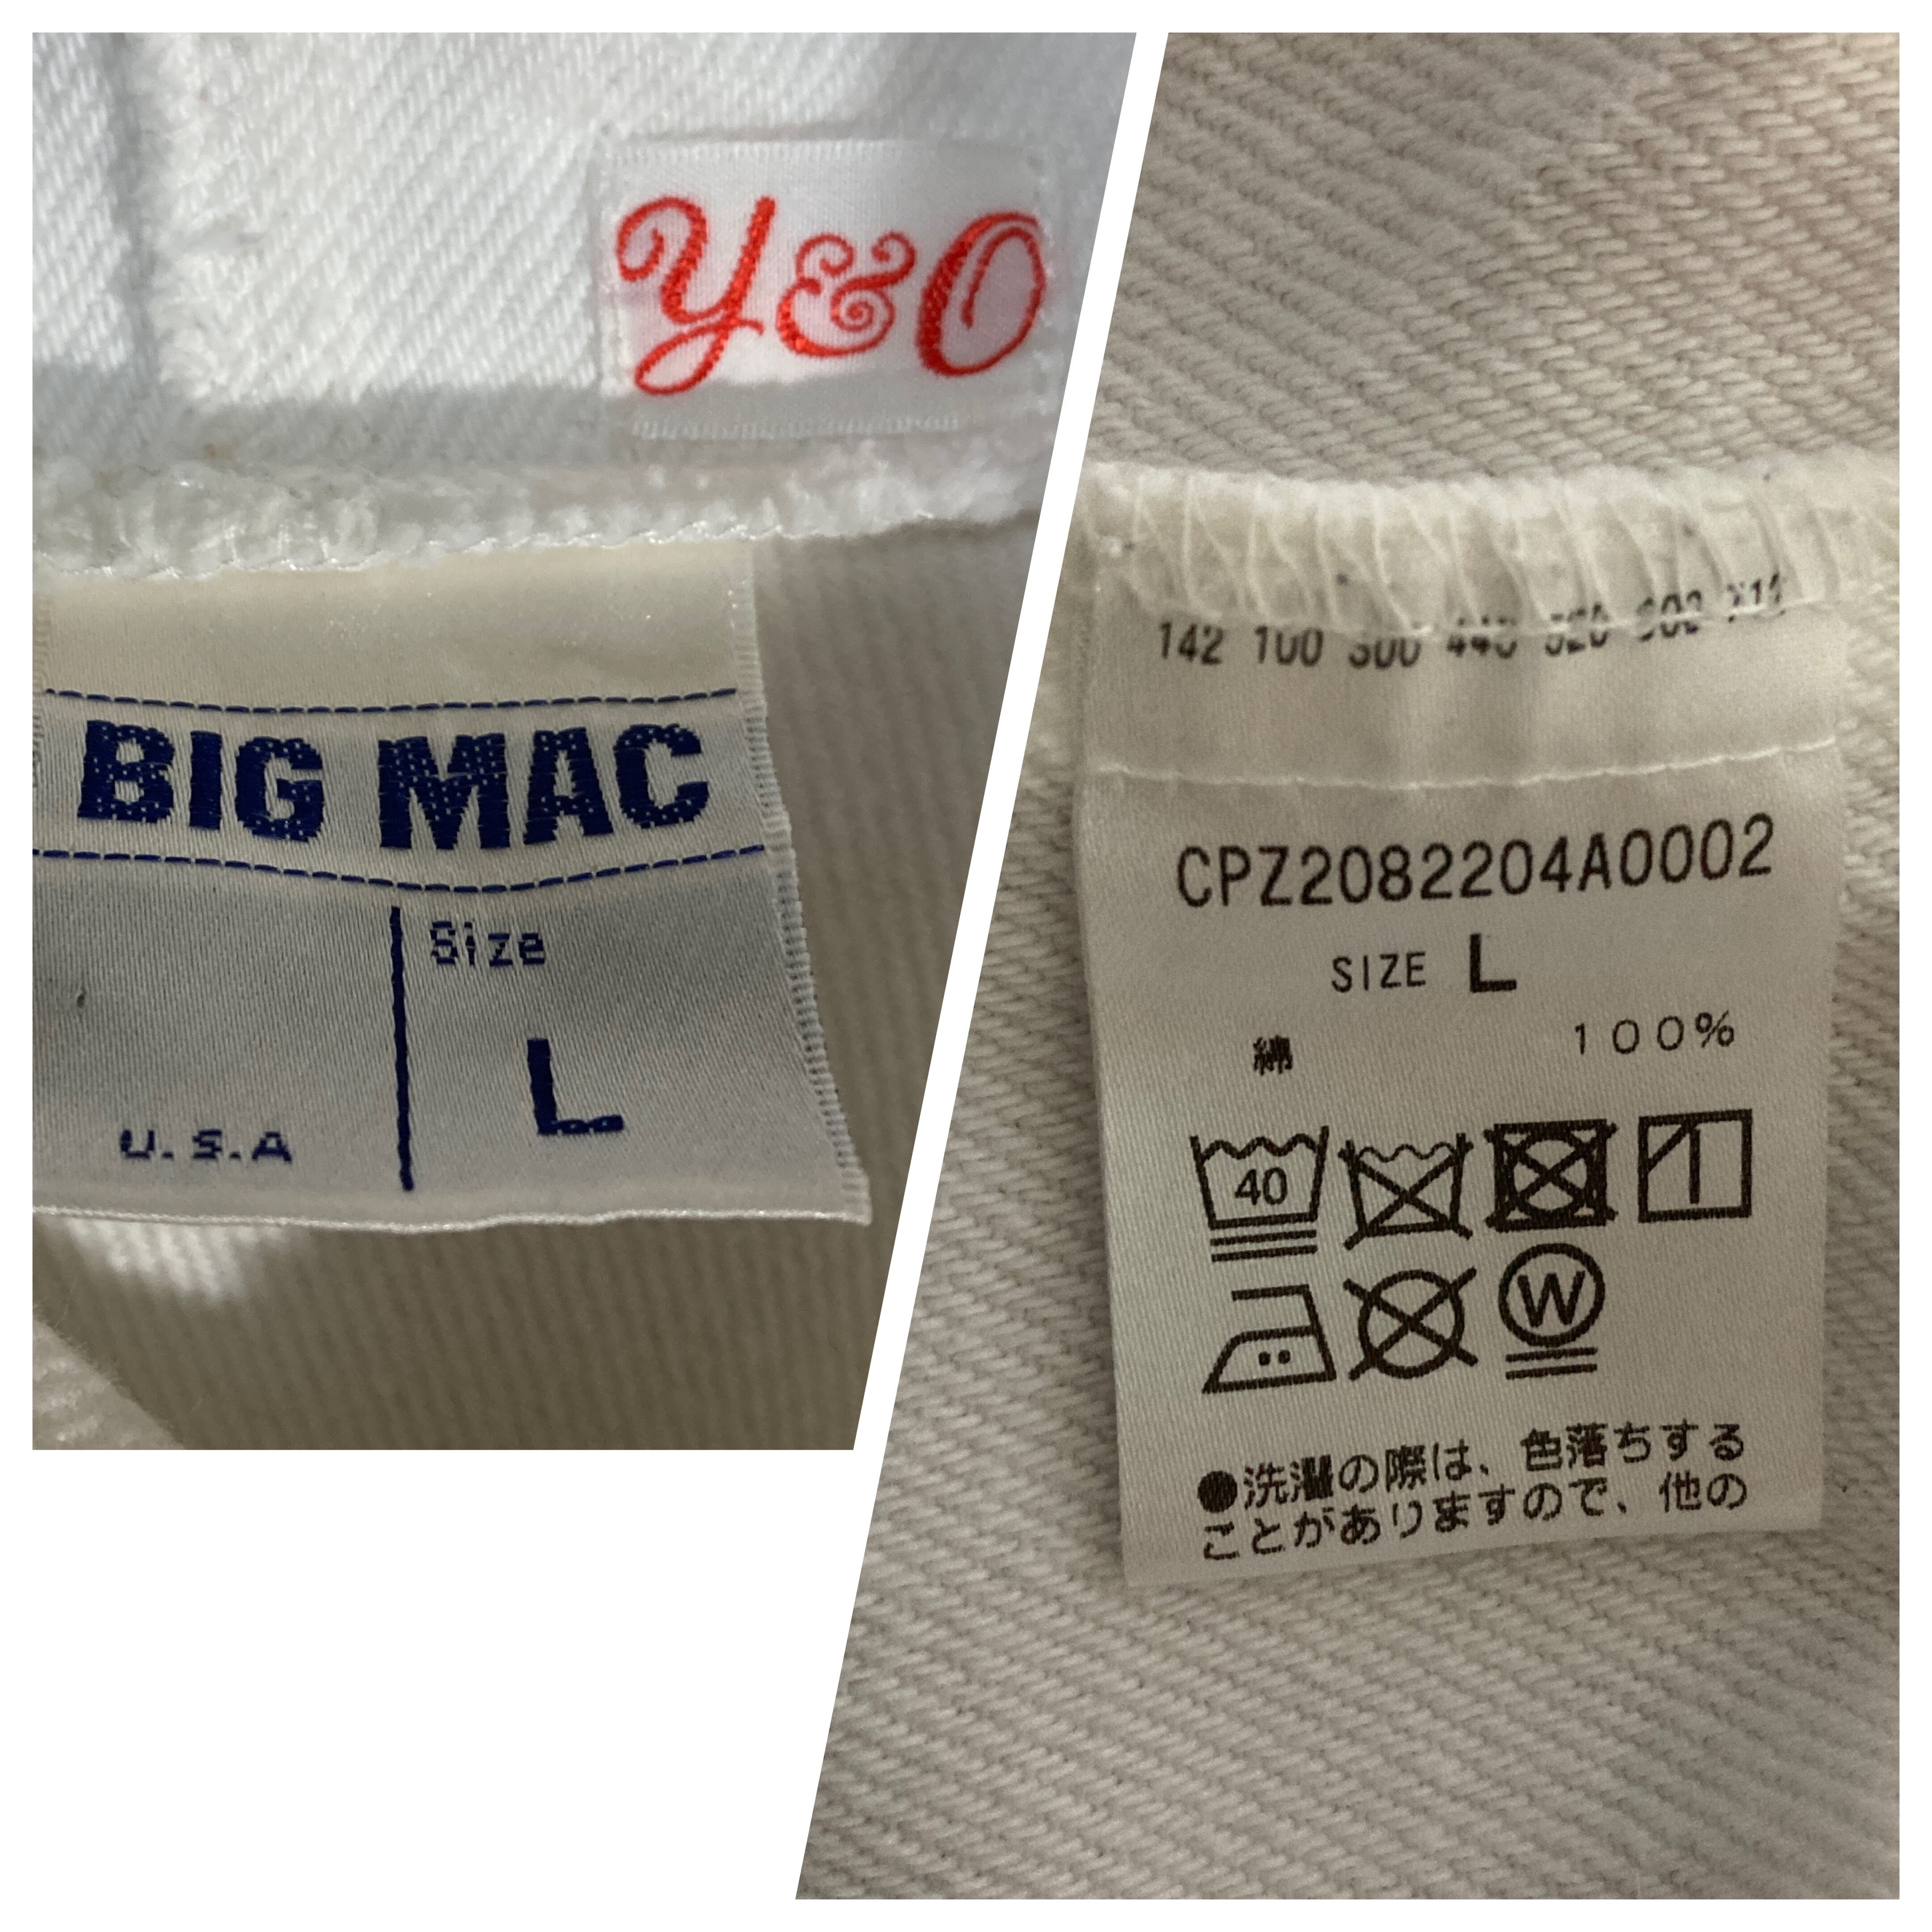 Y&O
BIG MAC
Size
L
U.S.A
142 100 300
CPZ2082204A0002
SIZE L
綿 100%
40
W
●洗濯の際は、色落ちする
ことがありますので、他の